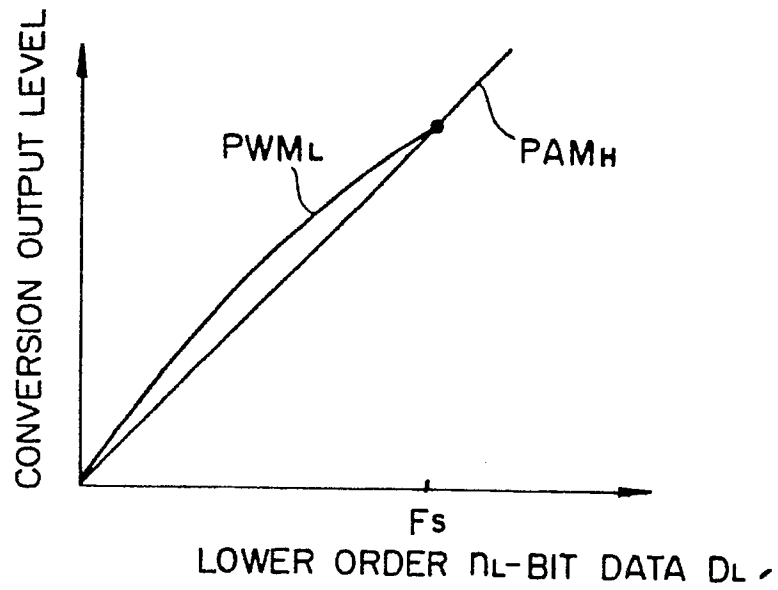 CONVERSION OUTPUT LEVEL
PWML
PAMH
Fs
LOWER ORDER nL-BIT DATA DL